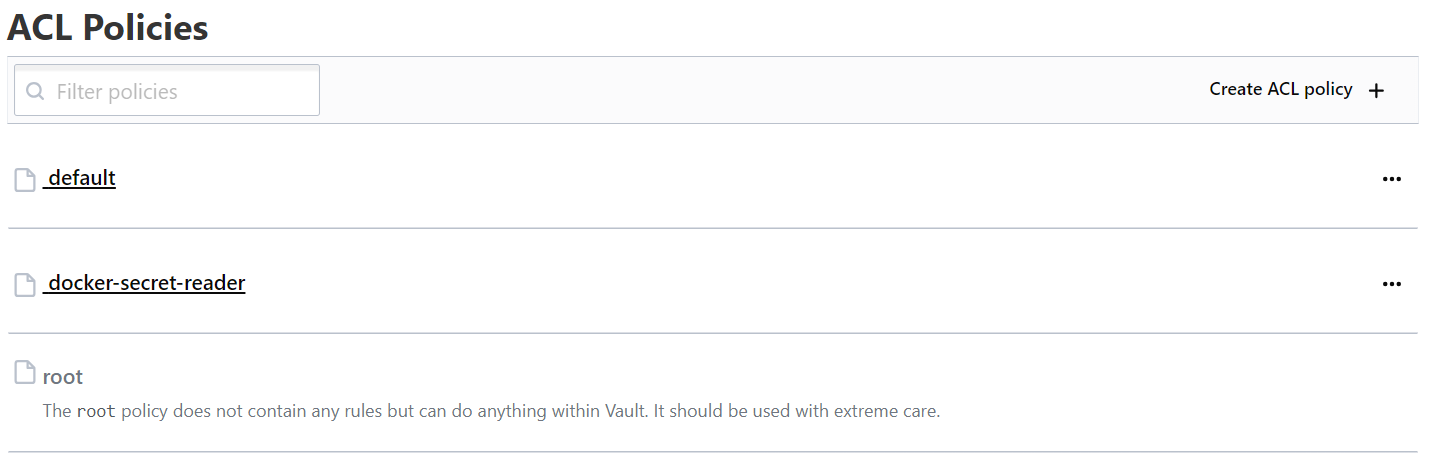 ACL Policies
Filter policies
Create ACL policy +
default
docker-secret-reader
root
The root policy does not contain any rules but can do anything within Vault. It should be used with extreme care.